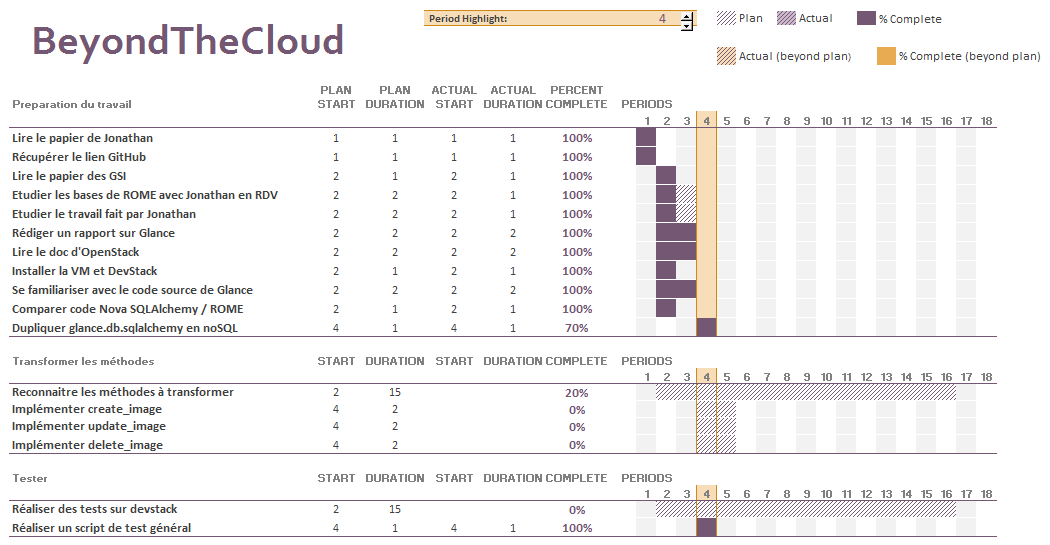 Period Highlight: 4
Plan
Actual
% Complete
BeyondTheCloud
Actual (beyond plan)
% Complete (beyond plan)
PLAN PLAN ACTUAL ACTUAL PERCENT
Preparation du travail START DURATION START DURATION COMPLETE PERIODS
1 2 3 4 5 6 7 8 9 10 11 12 13 14 15 16 17 18
Lire le papier de Jonathan 1 1 1 1 100%
Récupérer le lien GitHub 1 1 1 1 100%
Lire le papier des GSI 2 1 2 1 100%
Etudier les bases de ROME avec Jonathan en RDV 2 2 2 1 100%
Etudier le travail fait par Jonathan 2 2 2 1 100%
Rédiger un rapport sur Glance 2 2 2 2 100%
Lire le doc d'OpenStack 2 2 2 2 100%
Installer la VM et DevStack 2 1 2 1 100%
Se familiariser avec le code source de Glance 2 2 2 2 100%
Comparer code Nova SQLAlchemy / ROME 2 1 2 1 100%
Dupliquer glance.db.sqlalchemy en noSQL 4 1 4 1 70%
Transformer les méthodes START DURATION START DURATION COMPLETE PERIODS
1 2 3 4 5 6 7 8 9 10 11 12 13 14 15 16 17 18
Reconnaître les méthodes à transformer 2 15 20%
Implémenter create_image 4 2 0%
Implémenter update_image 4 2 0%
Implémenter delete_image 4 2 0%
Tester START DURATION START DURATION COMPLETE PERIODS
1 2 3 4 5 6 7 8 9 10 11 12 13 14 15 16 17 18
Réaliser des tests sur devstack 2 15 0%
Réaliser un script de test général 4 1 4 1 100%